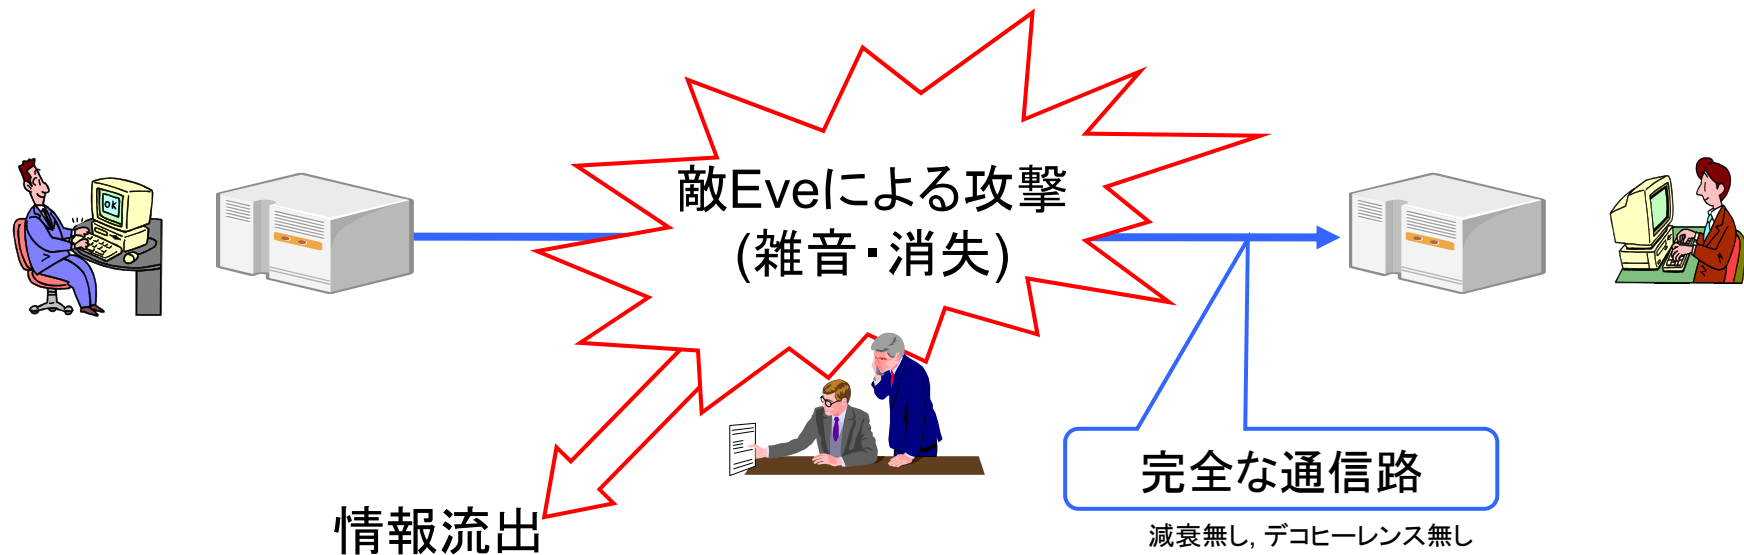 敵Eveによる攻撃
(雑音・消失)
OK
完全な通信路
情報流出
減衰無し, デコヒーレンス無し